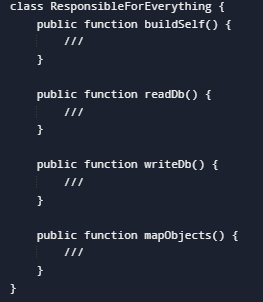 class ResponsibleForEverything {
public function buildSelf() {
///
}
public function readDb() {
///
}
public function writeDb() {
///
}
public function mapObjects() {
///
}
}